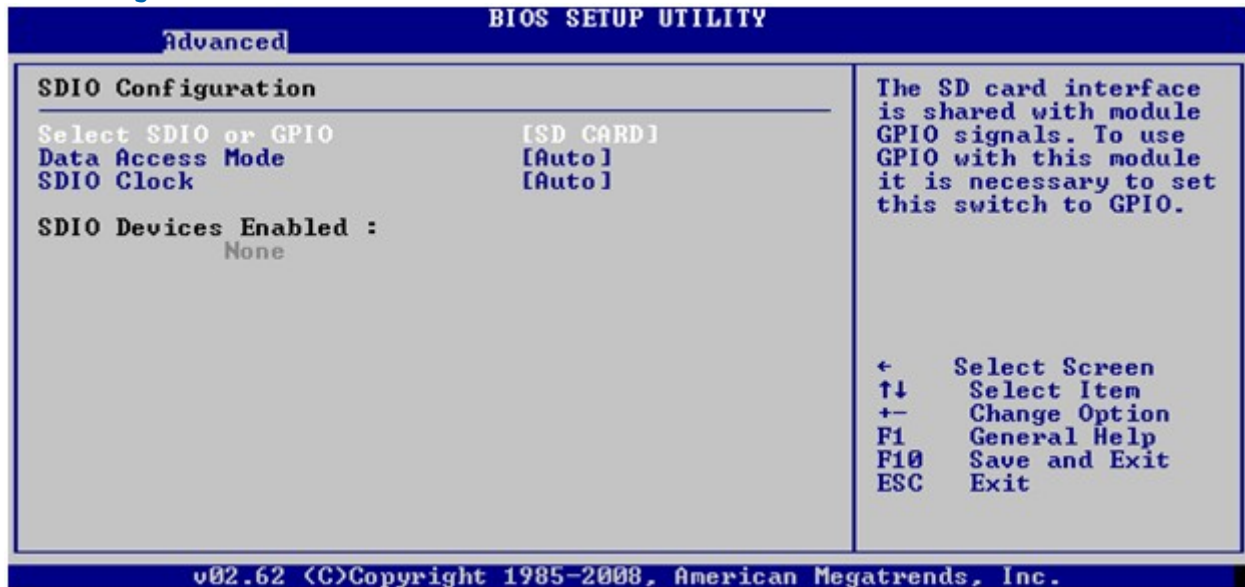 BIOS SETUP UTILITY
Advanced
SDIO Configuration
Select SDIO or GPIO [SD CARD]
Data Access Mode [Auto]
SDIO Clock [Auto]
SDIO Devices Enabled :
None
The SD card interface
is shared with module
GPIO signals. To use
GPIO with this module
it is necessary to set
this switch to GPIO.
← Select Screen
↑↓ Select Item
+- Change Option
F1 General Help
F10 Save and Exit
ESC Exit
v02.62 (C)Copyright 1985-2008, American Megatrends, Inc.